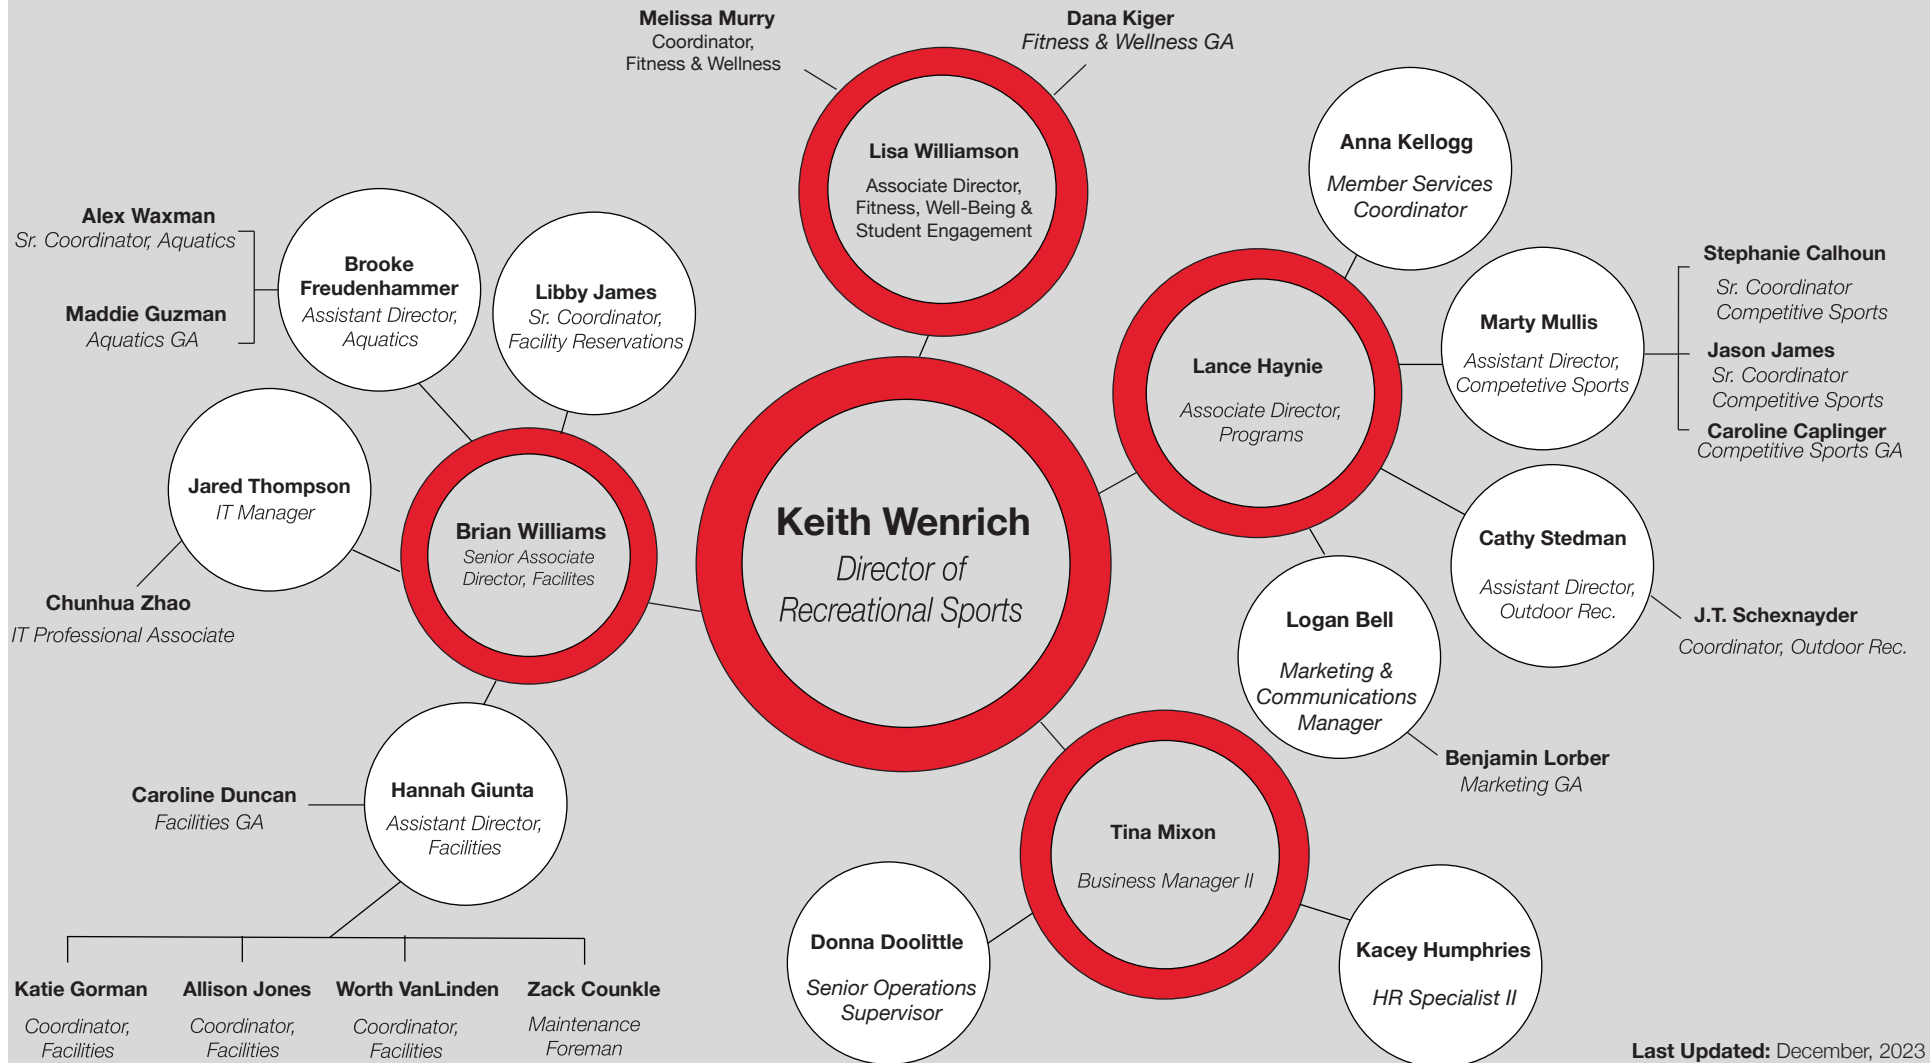 Melissa Murry
Coordinator,
Fitness & Wellness
Dana Kiger
Fitness & Wellness GA
Lisa Williamson
Associate Director,
Fitness, Well-Being &
Student Engagement
Anna Kellogg
Member Services
Coordinator
Alex Waxman
Sr. Coordinator, Aquatics
Maddie Guzman
Aquatics GA
Brooke
Freudenhammer
Assistant Director,
Aquatics
Libby James
Sr. Coordinator,
Facility Reservations
Lance Haynie
Associate Director,
Programs
Marty Mullis
Assistant Director,
Competetive Sports
Stephanie Calhoun
Sr. Coordinator
Competitive Sports
Jason James
Sr. Coordinator
Competitive Sports
Caroline Caplinger
Competitive Sports GA
Jared Thompson
IT Manager
Brian Williams
Senior Associate
Director, Facilites
Keith Wenrich
Director of
Recreational Sports
Cathy Stedman
Assistant Director,
Outdoor Rec.
J.T. Schexnayder
Coordinator, Outdoor Rec.
Chunhua Zhao
IT Professional Associate
Logan Bell
Marketing &
Communications
Manager
Benjamin Lorber
Marketing GA
Caroline Duncan
Facilities GA
Hannah Giunta
Assistant Director,
Facilities
Tina Mixon
Business Manager II
Donna Doolittle
Senior Operations
Supervisor
Kacey Humphries
HR Specialist II
Katie Gorman
Coordinator,
Facilities
Allison Jones
Coordinator,
Facilities
Worth VanLinden
Coordinator,
Facilities
Zack Counkle
Maintenance
Foreman
Last Updated: December, 2023